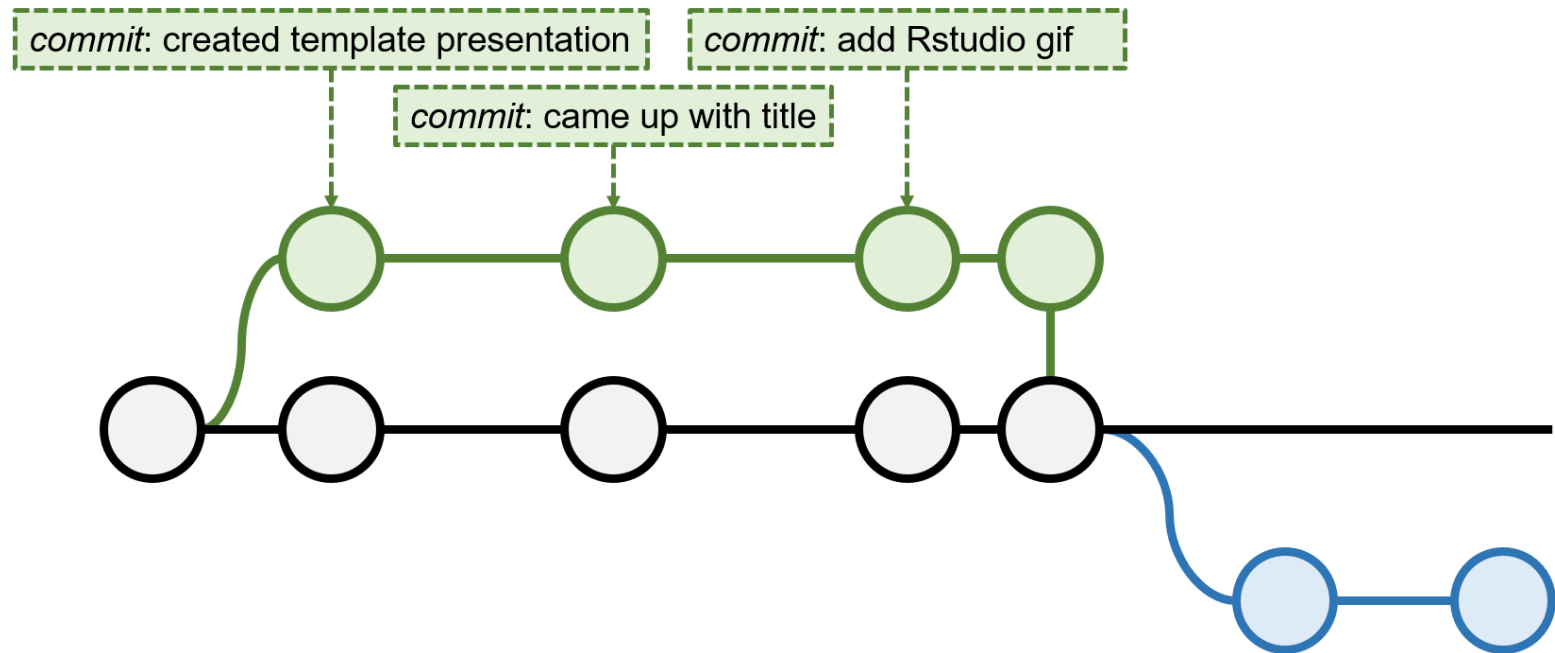 commit: created template presentation
commit: add Rstudio gif
commit: came up with title